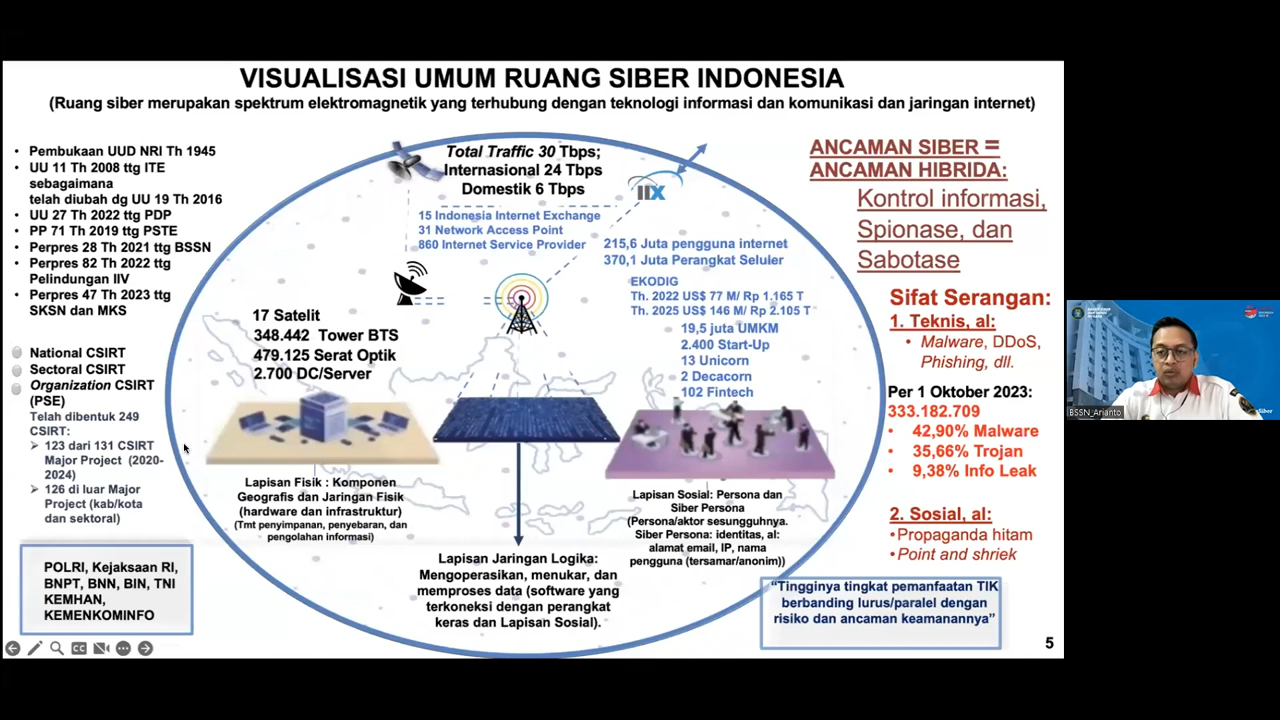 VISUALISASI UMUM RUANG SIBER INDONESIA
(Ruang siber merupakan spektrum elektromagnetik yang terhubung dengan teknologi informasi dan komunikasi dan jaringan internet)
• Pembukaan UUD NRI Th 1945
• UU 11 Th 2008 ttg ITE
sebagaimana
telah diubah dg UU 19 Th 2016
• UU 27 Th 2022 ttg PDP
• PP 71 Th 2019 ttg PSTE
• Perpres 28 Th 2021 ttg BSSN
• Perpres 82 Th 2022 ttg
Pelindungan IIV
• Perpres 47 Th 2023 ttg
SKSN dan MKS
National CSIRT
Sectoral CSIRT
Organization CSIRT
(PSE)
Telah dibentuk 249
CSIRT:
➢ 123 dari 131 CSIRT
Major Project (2020-
2024)
➢ 126 di luar Major
Project (kab/kota
dan sektoral)
POLRI, Kejaksaan RI,
BNPT, BNN, BIN, TNI
KEMHAN,
KEMENKOMINFO
Total Traffic 30 Tbps;
Internasional 24 Tbps
Domestik 6 Tbps
IIX
15 Indonesia Internet Exchange
31 Network Access Point
860 Internet Service Provider
215,6 Juta pengguna internet
370,1 Juta Perangkat Seluler
EKODIG
Th. 2022 US$ 77 M/ Rp 1.165 T
Th. 2025 US$ 146 M/ Rp 2.105 T
19,5 juta UMKM
2.400 Start-Up
13 Unicorn
2 Decacorn
102 Fintech
17 Satelit
348.442 Tower BTS
479.125 Serat Optik
2.700 DC/Server
Lapisan Fisik : Komponen
Geografis dan Jaringan Fisik
(hardware dan infrastruktur)
(Tmt penyimpanan, penyebaran, dan
pengolahan informasi)
Lapisan Jaringan Logika:
Mengoperasikan, menukar, dan
memproses data (software yang
terkoneksi dengan perangkat
keras dan Lapisan Sosial).
Lapisan Sosial: Persona dan
Siber Persona
(Persona/aktor sesungguhnya.
Siber Persona: identitas, al:
alamat email, IP, nama
pengguna (tersamar/anonim))
ANCAMAN SIBER =
ANCAMAN HIBRIDA:
Kontrol informasi,
Spionase, dan
Sabotase
Sifat Serangan:
1. Teknis, al:
• Malware, DDoS,
Phishing, dll.
Per 1 Oktober 2023:
333.182.709
• 42,90% Malware
• 35,66% Trojan
• 9,38% Info Leak
2. Sosial, al:
•Propaganda hitam
•Point and shriek
“Tingginya tingkat pemanfaatan TIK
berbanding lurus/paralel dengan
risiko dan ancaman keamanannya”
5
CC
BSSN_Arianto